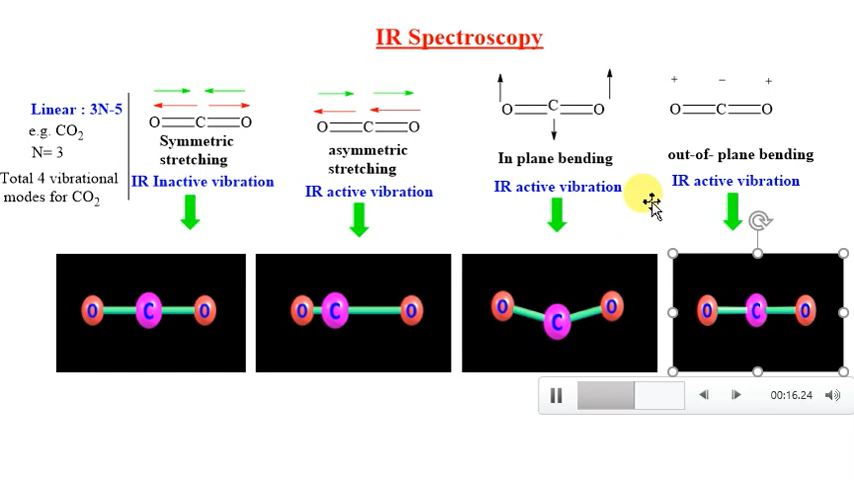 IR Spectroscopy
Linear : 3N-5
e.g. CO₂
N= 3
Total 4 vibrational
modes for CO₂
O C O
Symmetric
stretching
IR Inactive vibration
O C O
asymmetric
stretching
IR active vibration
O C O
In plane bending
IR active vibration
+ − +
O C O
out-of- plane bending
IR active vibration
O C O
O C O
O C O
O C O
00:16.24